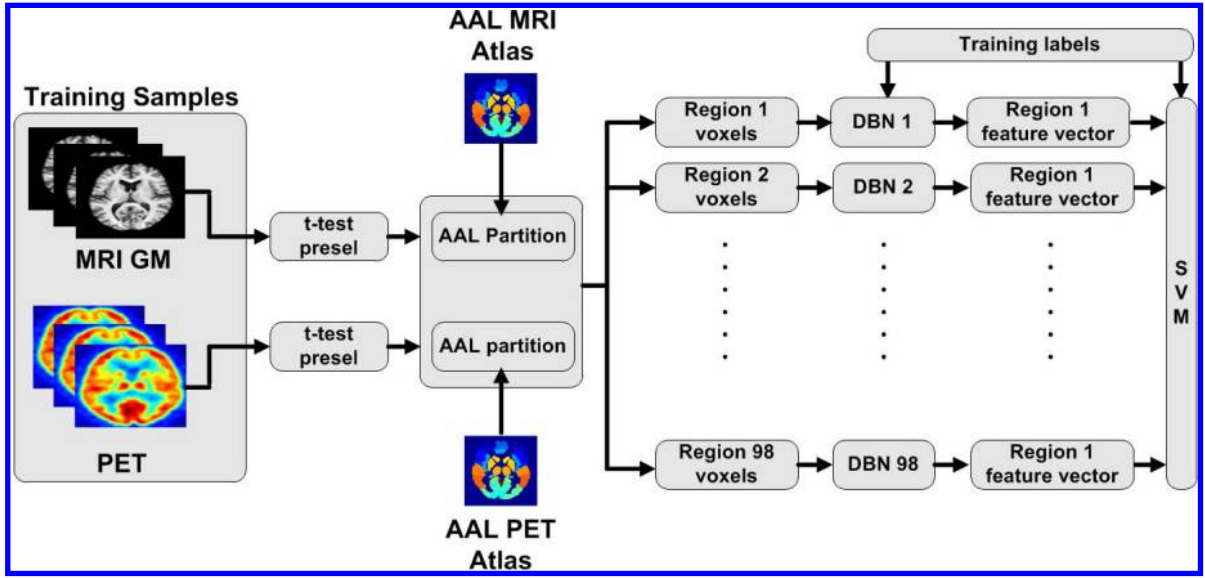 AAL MRI
Atlas
Training labels
Training Samples
MRI GM
PET
t-test
presel
t-test
presel
AAL Partition
AAL partition
AAL PET
Atlas
Region 1
voxels
DBN 1
Region 1
feature vector
Region 2
voxels
DBN 2
Region 1
feature vector
Region 98
voxels
DBN 98
Region 1
feature vector
S
V
M